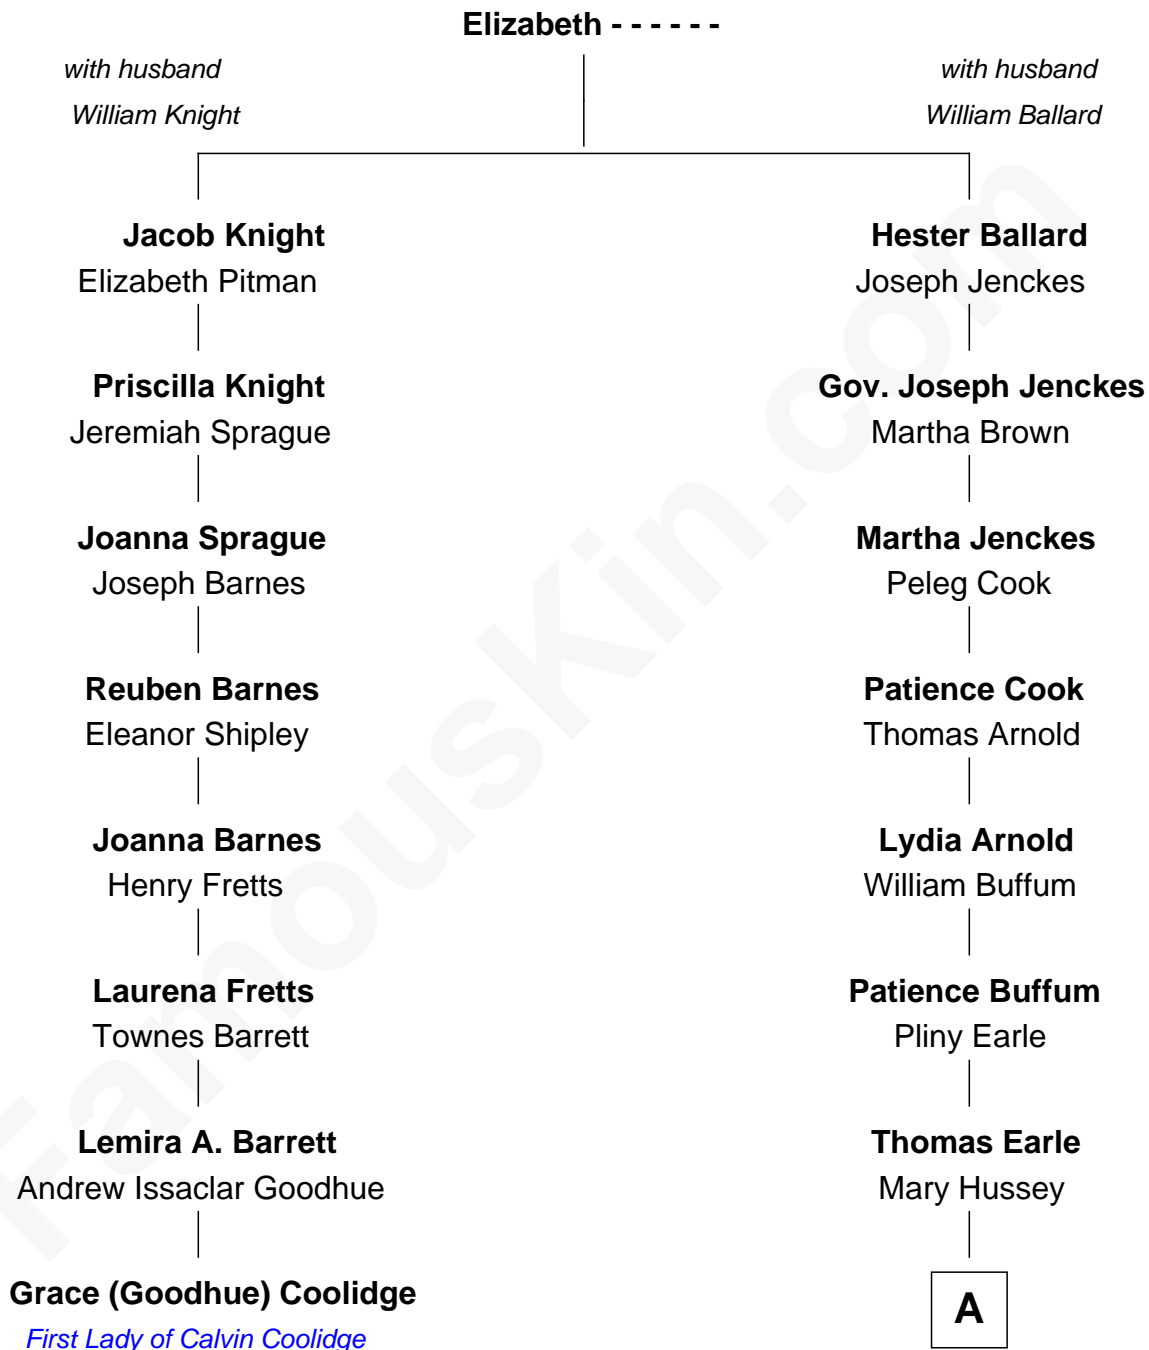 Elizabeth - - - - - -
with husband
William Knight
with husband
William Ballard
Jacob Knight
Elizabeth Pitman
Hester Ballard
Joseph Jenckes
Priscilla Knight
Jeremiah Sprague
Gov. Joseph Jenckes
Martha Brown
Joanna Sprague
Joseph Barnes
Martha Jenckes
Peleg Cook
Reuben Barnes
Eleanor Shipley
Patience Cook
Thomas Arnold
Joanna Barnes
Henry Fretts
Lydia Arnold
William Buffum
Laurena Fretts
Townes Barrett
Patience Buffum
Pliny Earle
Lemira A. Barrett
Andrew Issaclar Goodhue
Thomas Earle
Mary Hussey
Grace (Goodhue) Coolidge
First Lady of Calvin Coolidge
A
FamousKin.com